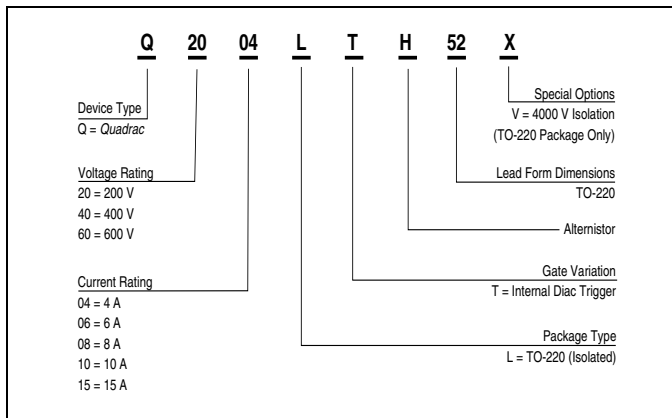 Q 20 04 L T H 52 X
Device Type
Q = Quadrac
Voltage Rating
20 = 200 V
40 = 400 V
60 = 600 V
Current Rating
04 = 4 A
06 = 6 A
08 = 8 A
10 = 10 A
15 = 15 A
Special Options
V = 4000 V Isolation
(TO-220 Package Only)
Lead Form Dimensions
TO-220
Alternistor
Gate Variation
T = Internal Diac Trigger
Package Type
L = TO-220 (Isolated)